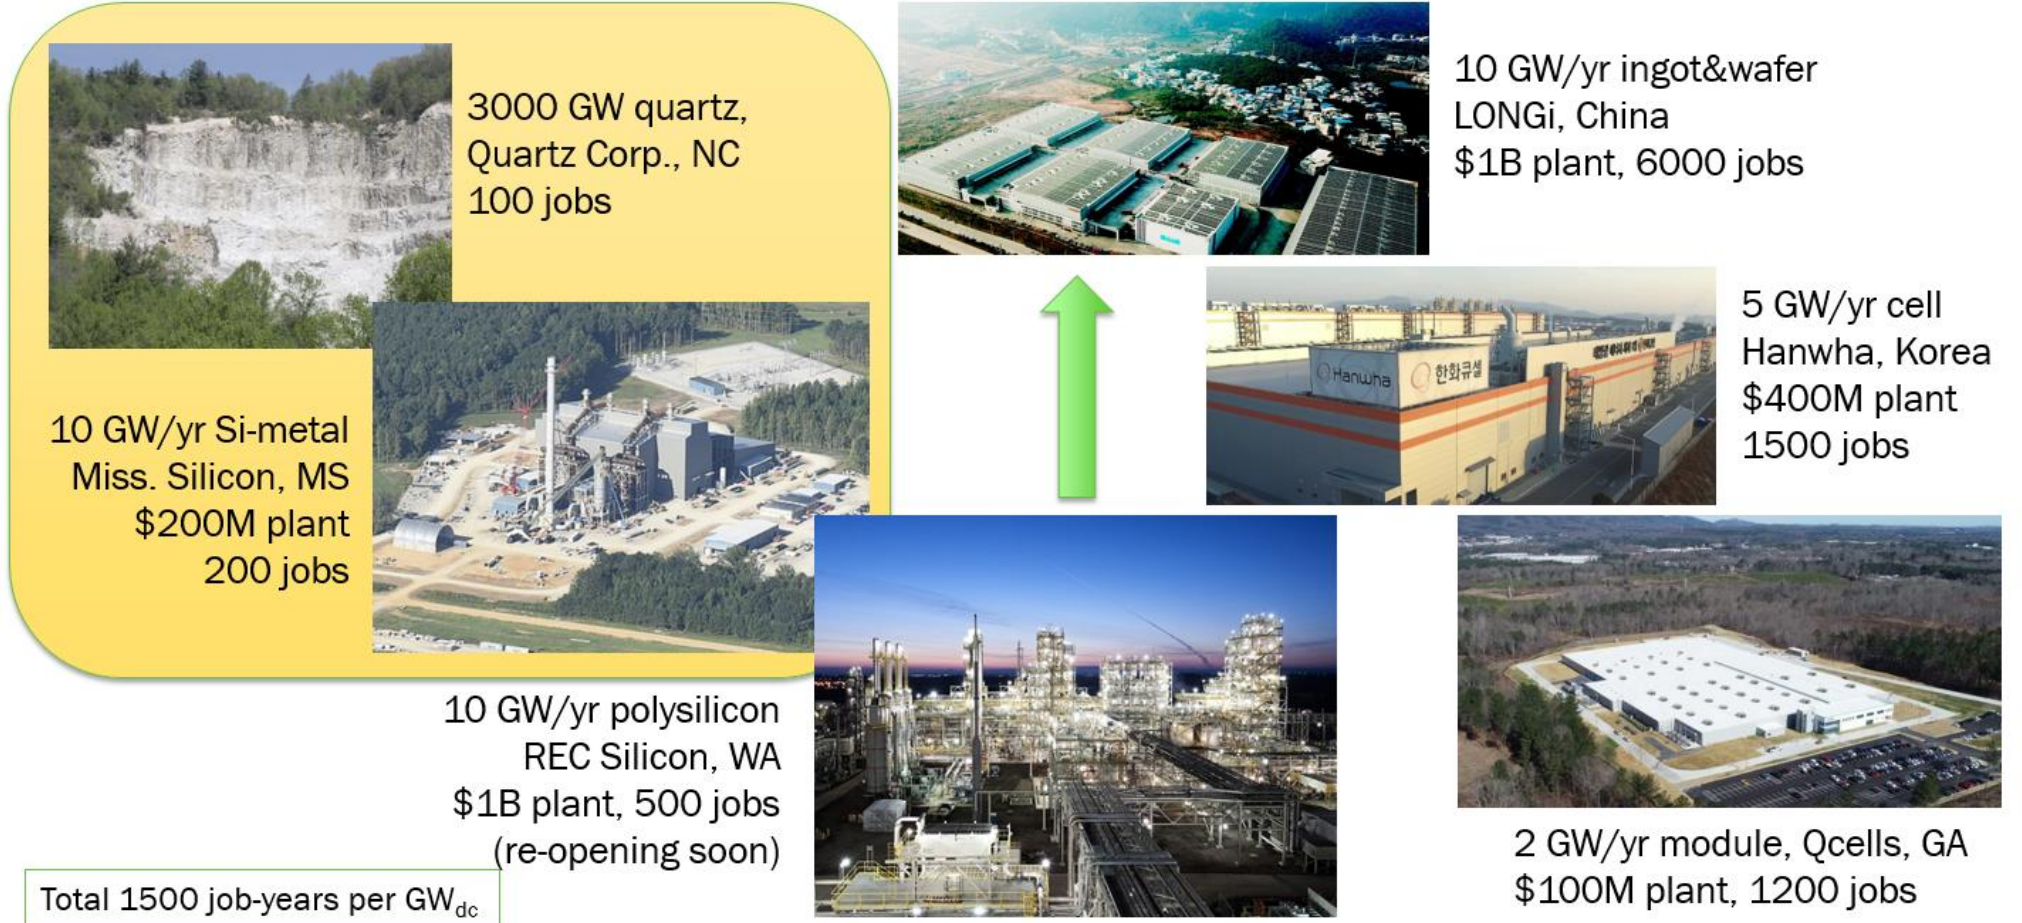 3000 GW quartz,
Quartz Corp., NC
100 jobs
10 GW/yr Si-metal
Miss. Silicon, MS
$200M plant
200 jobs
10 GW/yr polysilicon
REC Silicon, WA
$1B plant, 500 jobs
(re-opening soon)
Total 1500 job-years per GWdc
10 GW/yr ingot&wafer
LONGi, China
$1B plant, 6000 jobs
Hanwha
한화큐셀
5 GW/yr cell
Hanwha, Korea
$400M plant
1500 jobs
2 GW/yr module, Qcells, GA
$100M plant, 1200 jobs